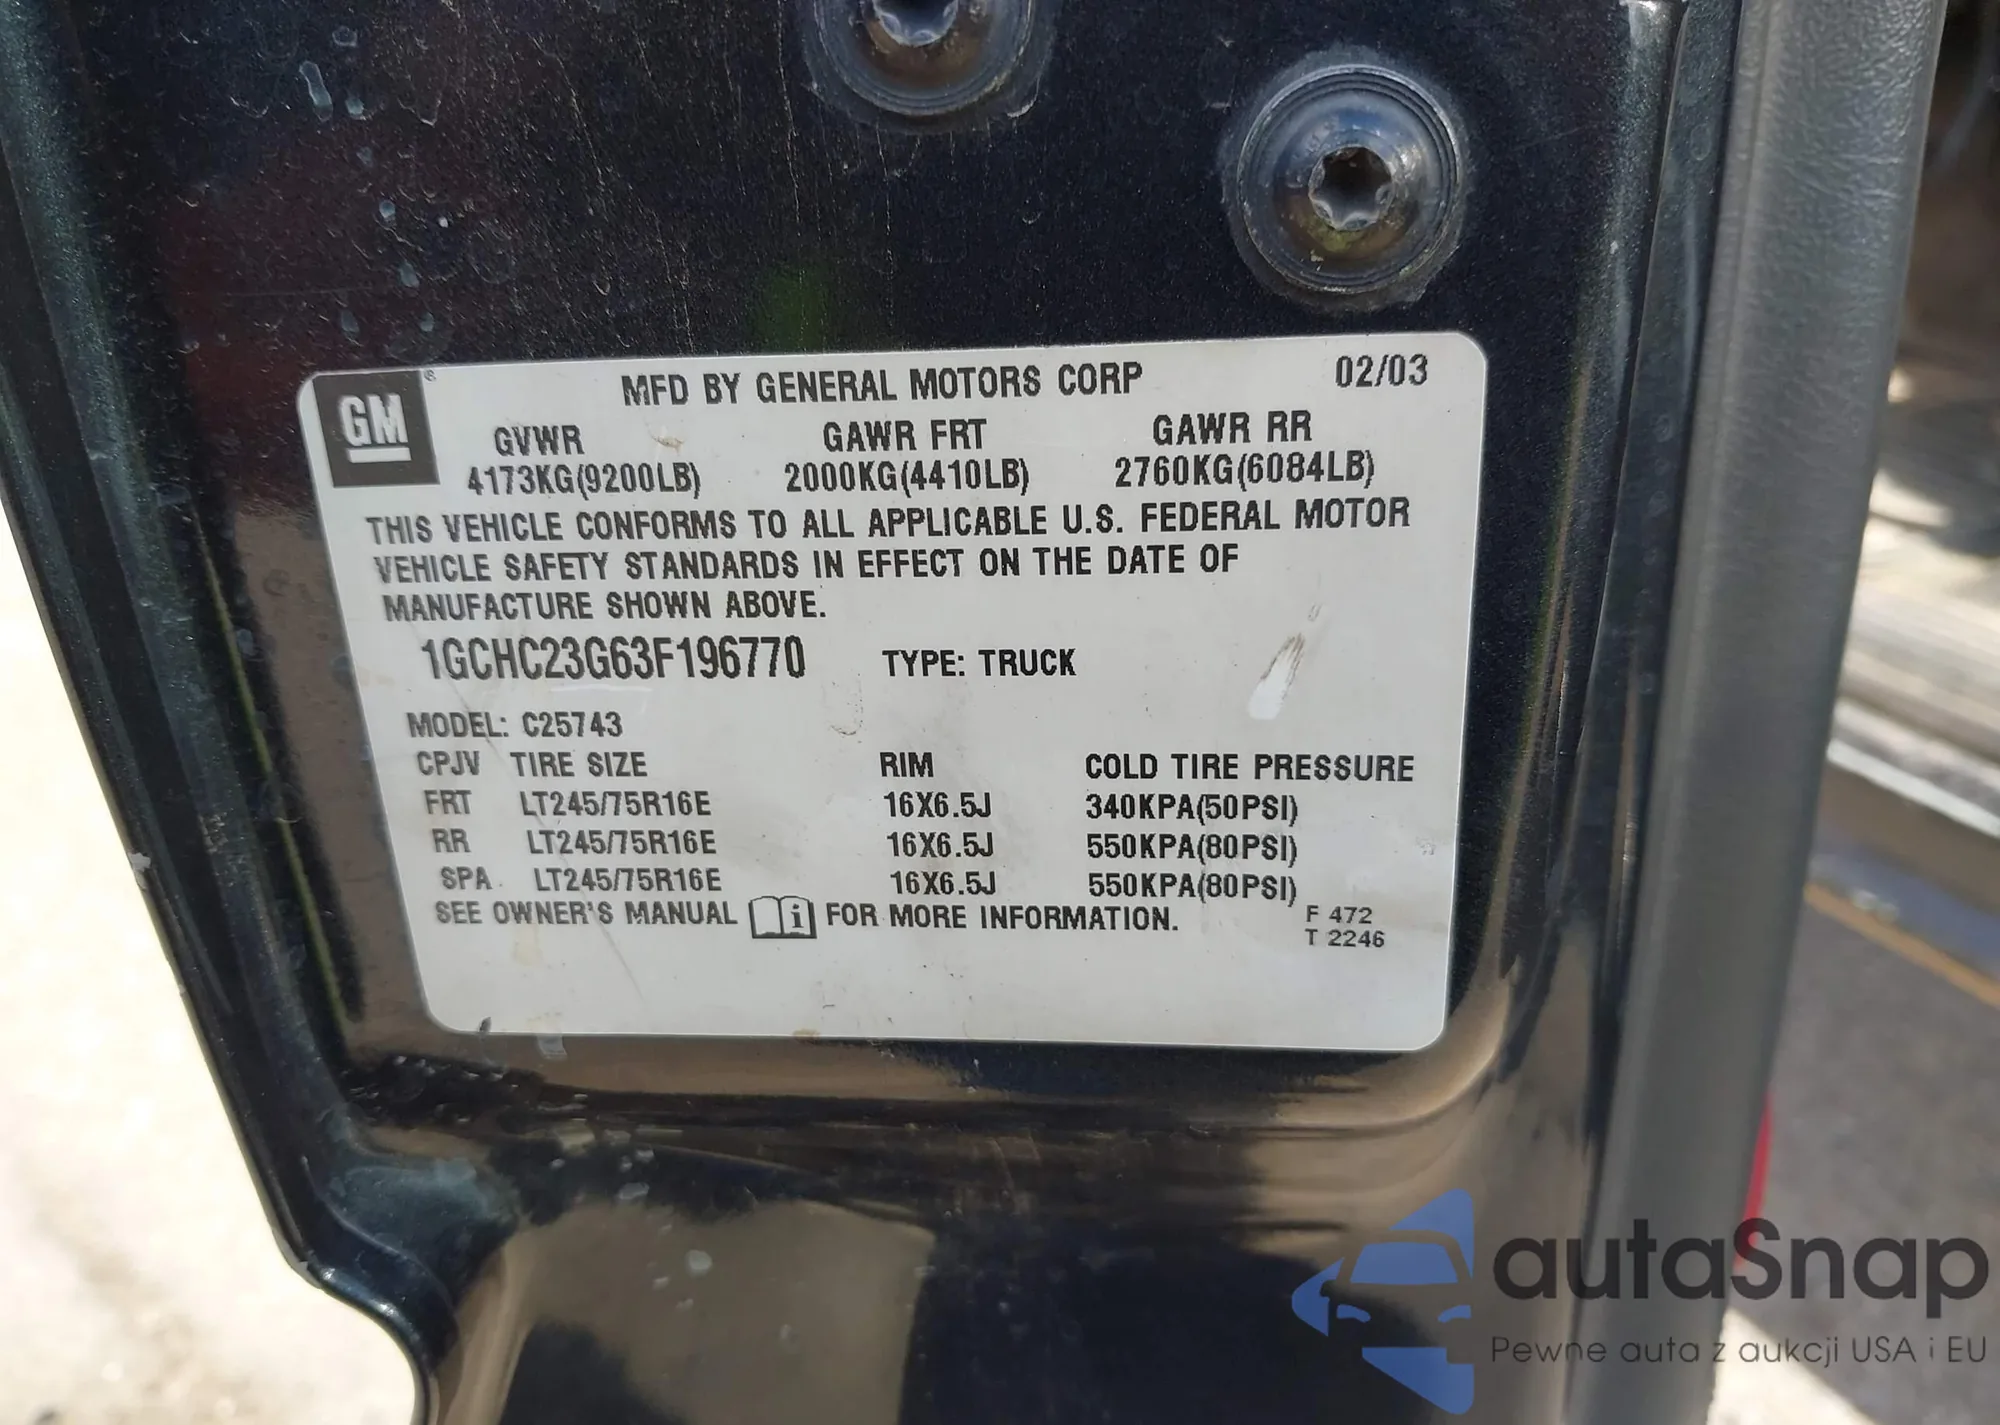 GM®
MFD BY GENERAL MOTORS CORP 02/03
GVWR GAWR FRT GAWR RR
4173KG(9200LB) 2000KG(4410LB) 2760KG(6084LB)
THIS VEHICLE CONFORMS TO ALL APPLICABLE U.S. FEDERAL MOTOR
VEHICLE SAFETY STANDARDS IN EFFECT ON THE DATE OF
MANUFACTURE SHOWN ABOVE.
1GCHC23G63F196770 TYPE: TRUCK
MODEL: C25743
CPJV TIRE SIZE RIM COLD TIRE PRESSURE
FRT LT245/75R16E 16X6.5J 340KPA(50PSI)
RR LT245/75R16E 16X6.5J 550KPA(80PSI)
SPA LT245/75R16E 16X6.5J 550KPA(80PSI)
SEE OWNER'S MANUAL i FOR MORE INFORMATION.
F 472
T 2246
autaSnap
Pewne auta z aukcji USA i EU